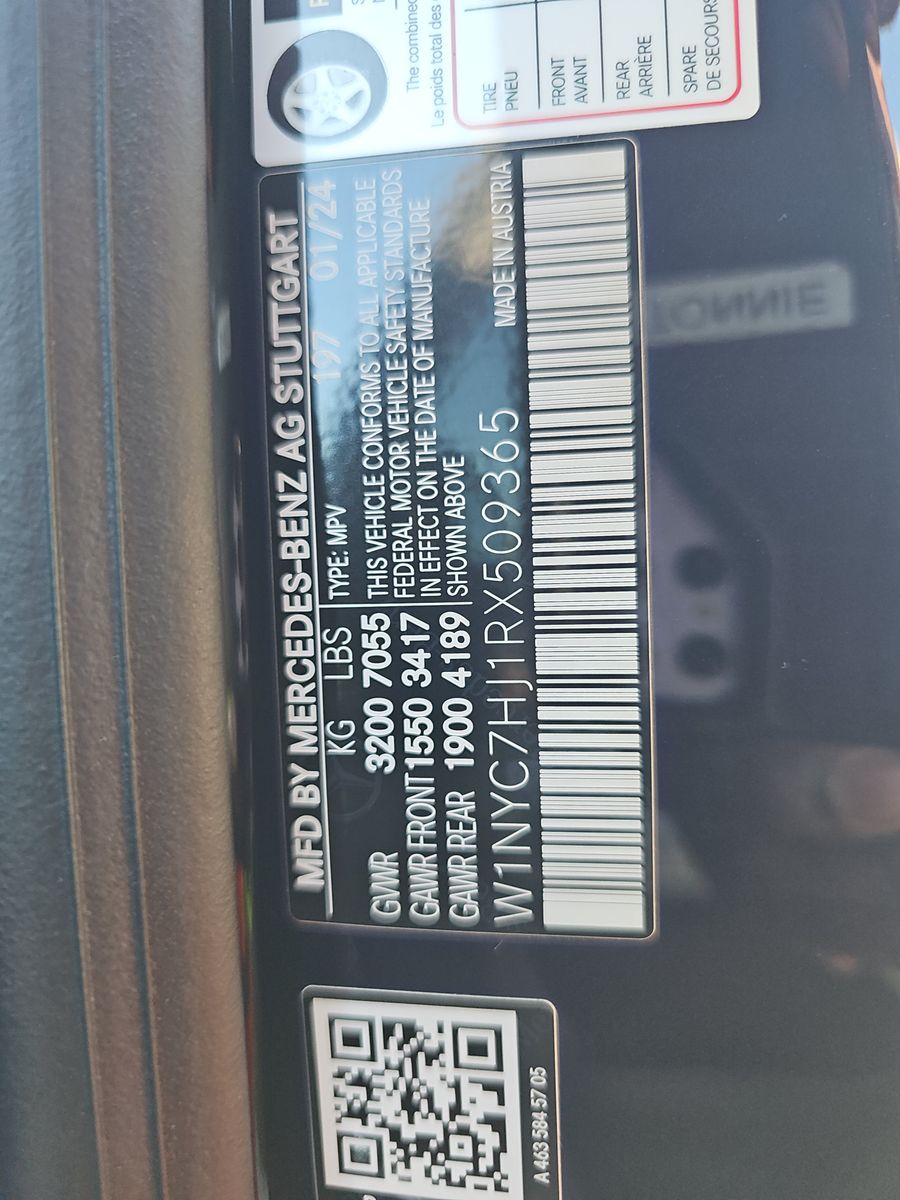 MFD BY MERCEDES-BENZ AG STUTTGART
KG LBS
197 01/24
TYPE: MPV
GVWR 3200 7055
GAWR FRONT 1550 3417
GAWR REAR 1900 4189
THIS VEHICLE CONFORMS TO ALL APPLICABLE
FEDERAL MOTOR VEHICLE SAFETY STANDARDS
IN EFFECT ON THE DATE OF MANUFACTURE
SHOWN ABOVE
W1NYC7HJ1RX509365
MADE IN AUSTRIA
The combined
Le poids total des
TIRE
PNEU
FRONT
AVANT
REAR
ARRIÈRE
SPARE
DE SECOURS
A 463 584 57 05